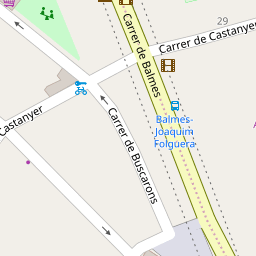 29
Carrer de Castanyer
Carrer de Balmes
Castanyer
Carrer de Buscarons
Balmes-
Joaquim
Folguera